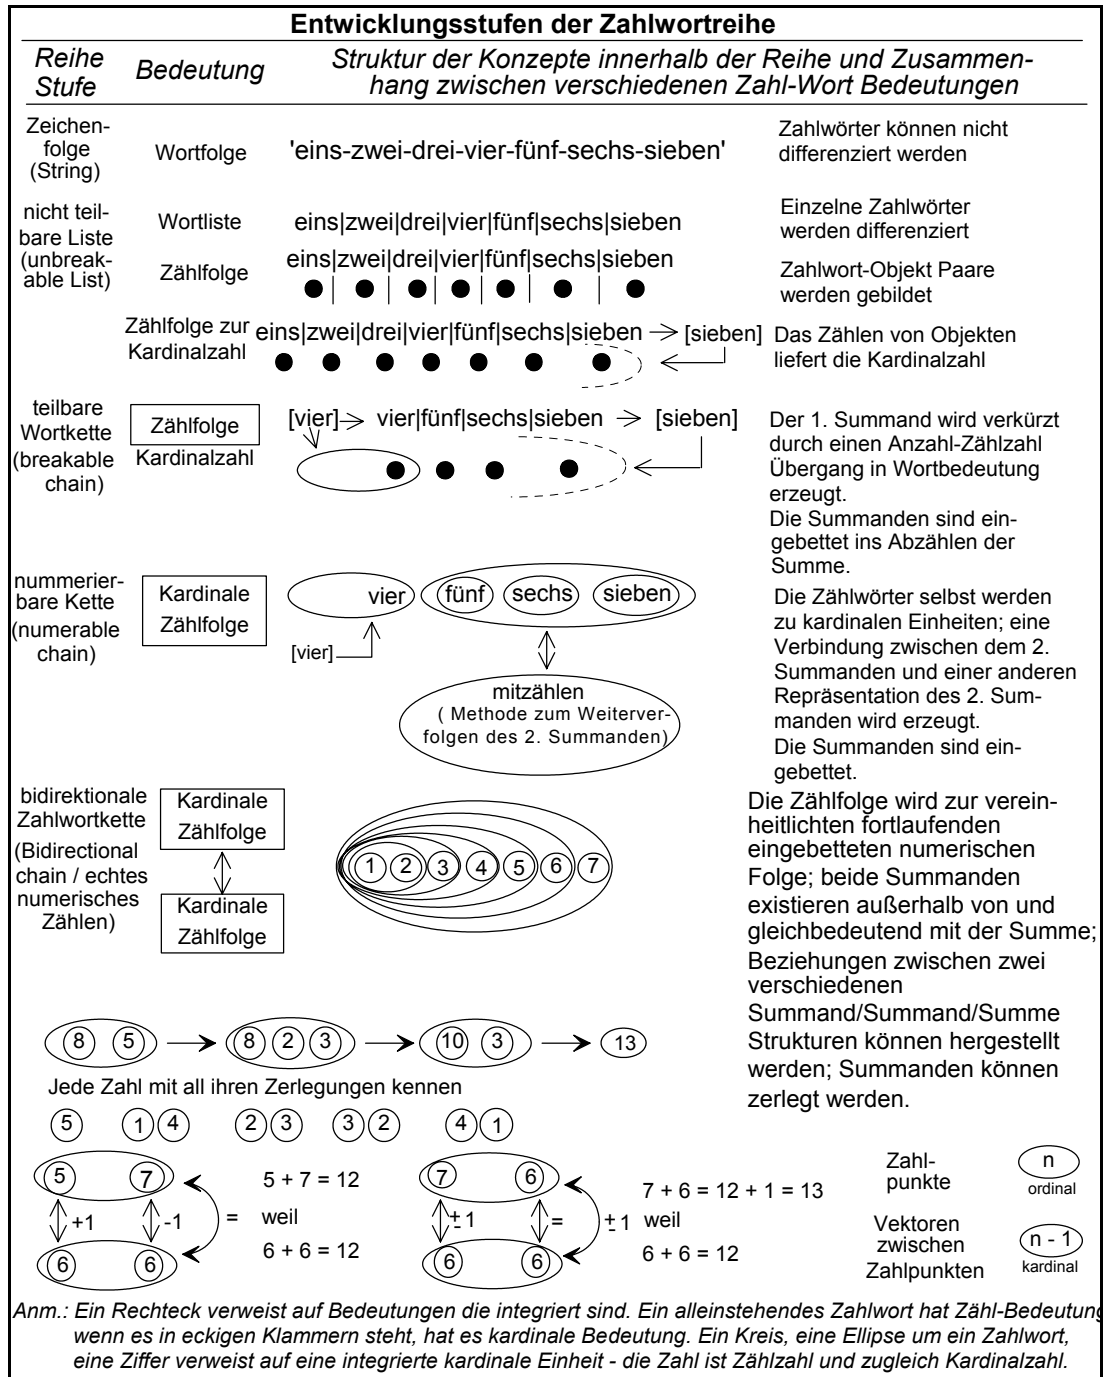 Entwicklungsstufen der Zahlwortreihe
Reihe
Stufe
Bedeutung
Struktur der Konzepte innerhalb der Reihe und Zusammen-
hang zwischen verschiedenen Zahl-Wort Bedeutungen
Zeichen-
folge
(String)
Wortfolge
'eins-zwei-drei-vier-fünf-sechs-sieben'
Zahlwörter können nicht
differenziert werden
nicht teil-
bare Liste
(unbreak-
able List)
Wortliste
eins|zwei|drei|vier|fünf|sechs|sieben
Einzelne Zahlwörter
werden differenziert
Zählfolge
eins|zwei|drei|vier|fünf|sechs|sieben
Zahlwort-Objekt Paare
werden gebildet
Zählfolge zur
Kardinalzahl
eins|zwei|drei|vier|fünf|sechs|sieben → [sieben]
Das Zählen von Objekten
liefert die Kardinalzahl
teilbare
Wortkette
(breakable
chain)
Zählfolge
Kardinalzahl
[vier] → vier|fünf|sechs|sieben → [sieben]
Der 1. Summand wird verkürzt
durch einen Anzahl-Zählzahl
Übergang in Wortbedeutung
erzeugt.
Die Summanden sind ein-
gebettet ins Abzählen der
Summe.
nummerier-
bare Kette
(numerable
chain)
Kardinale
Zählfolge
vier fünf sechs sieben
[vier]
mitzählen
( Methode zum Weiterver-
folgen des 2. Summanden)
Die Zählwörter selbst werden
zu kardinalen Einheiten; eine
Verbindung zwischen dem 2.
Summanden und einer anderen
Repräsentation des 2. Sum-
manden wird erzeugt.
Die Summanden sind ein-
gebettet.
bidirektionale
Zahlwortkette
(Bidirectional
chain / echtes
numerisches
Zählen)
Kardinale
Zählfolge
Kardinale
Zählfolge
1 2 3 4 5 6 7
Die Zählfolge wird zur verein-
heitlichten fortlaufenden
eingebetteten numerischen
Folge; beide Summanden
existieren außerhalb von und
gleichbedeutend mit der Summe;
Beziehungen zwischen zwei
verschiedenen
Summand/Summand/Summe
Strukturen können hergestellt
werden; Summanden können
zerlegt werden.
8 5 → 8 2 3 → 10 3 → 13
Jede Zahl mit all ihren Zerlegungen kennen
5 1 4 2 3 3 2 4 1
5 7
+1 -1 =
6 6
5 + 7 = 12
weil
6 + 6 = 12
7 6
± 1 = ± 1
6 6
7 + 6 = 12 + 1 = 13
weil
6 + 6 = 12
Zahl-
punkte
n
ordinal
Vektoren
zwischen
Zahlpunkten
n - 1
kardinal
Anm.: Ein Rechteck verweist auf Bedeutungen die integriert sind. Ein alleinstehendes Zahlwort hat Zähl-Bedeutung
wenn es in eckigen Klammern steht, hat es kardinale Bedeutung. Ein Kreis, eine Ellipse um ein Zahlwort,
eine Ziffer verweist auf eine integrierte kardinale Einheit - die Zahl ist Zählzahl und zugleich Kardinalzahl.